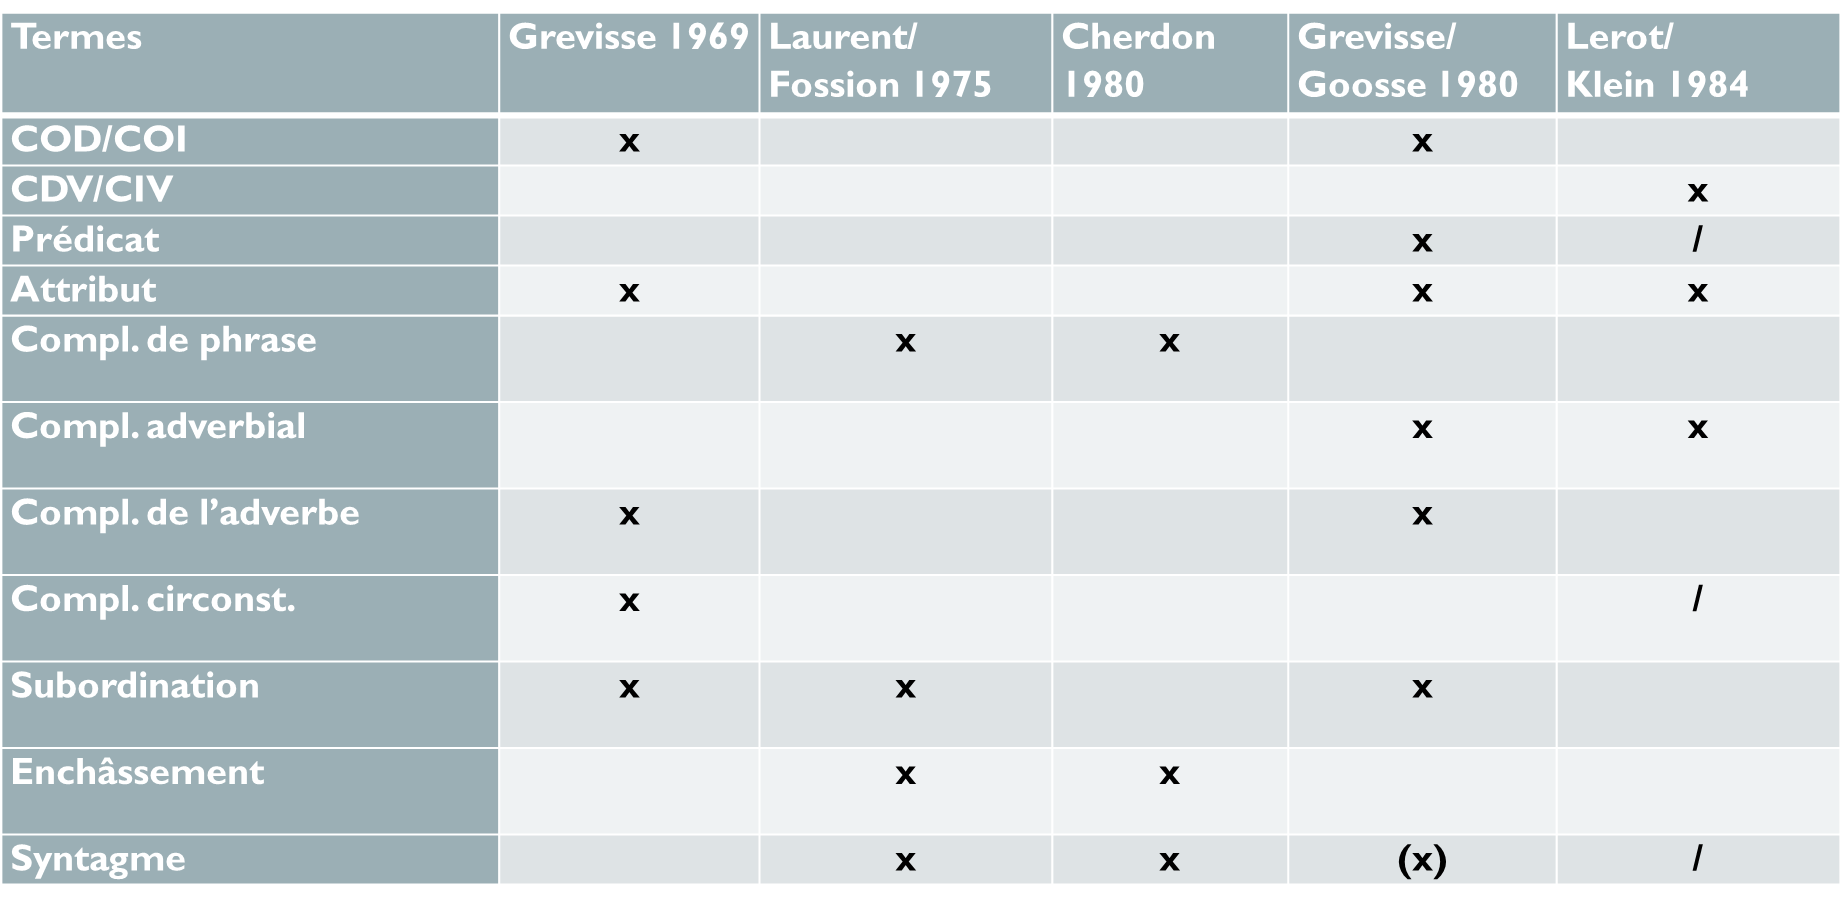 Termes Grevisse 1969 Laurent/ Cherdon Grevisse/ Lerot/
Fossion 1975 1980 Goosse 1980 Klein 1984
COD/COI x x
CDV/CIV x
Prédicat x /
Attribut x x x
Compl. de phrase x x
Compl. adverbial x x
Compl. de l’adverbe x x
Compl. circonst. x /
Subordination x x x
Enchâssement x x
Syntagme x x (x) /